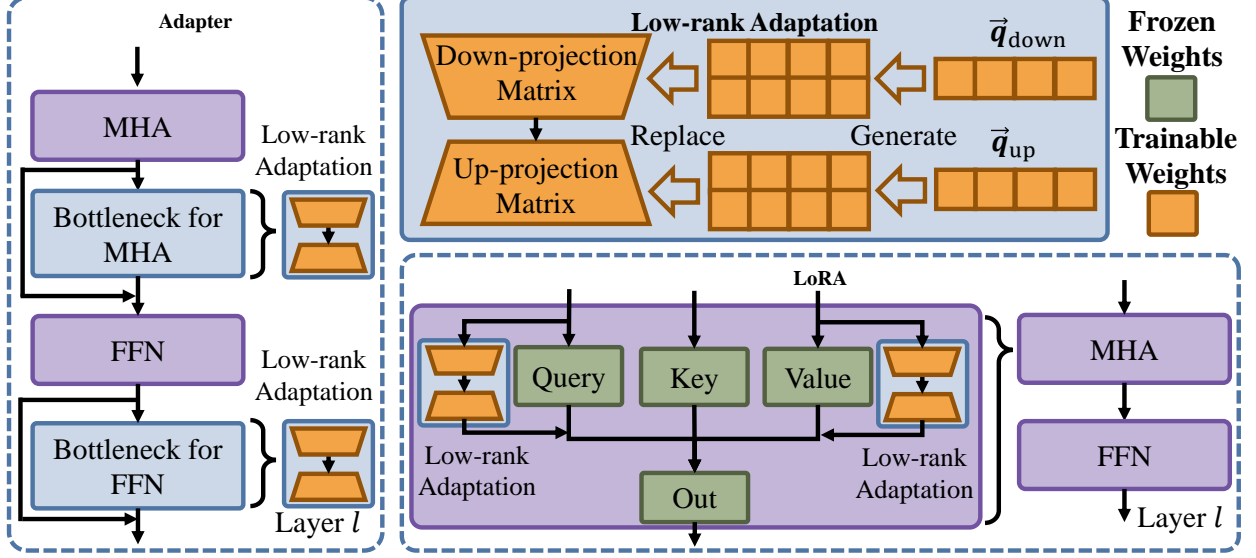 Adapter
MHA
Low-rank
Adaptation
Bottleneck for
MHA
FFN
Low-rank
Adaptation
Bottleneck for
FFN
Layer l
Low-rank Adaptation
Down-projection
Matrix
Up-projection
Matrix
Replace
Generate
q⃗down
q⃗up
Frozen
Weights
Trainable
Weights
LoRA
Query
Key
Value
Low-rank
Adaptation
Low-rank
Adaptation
Out
MHA
FFN
Layer l